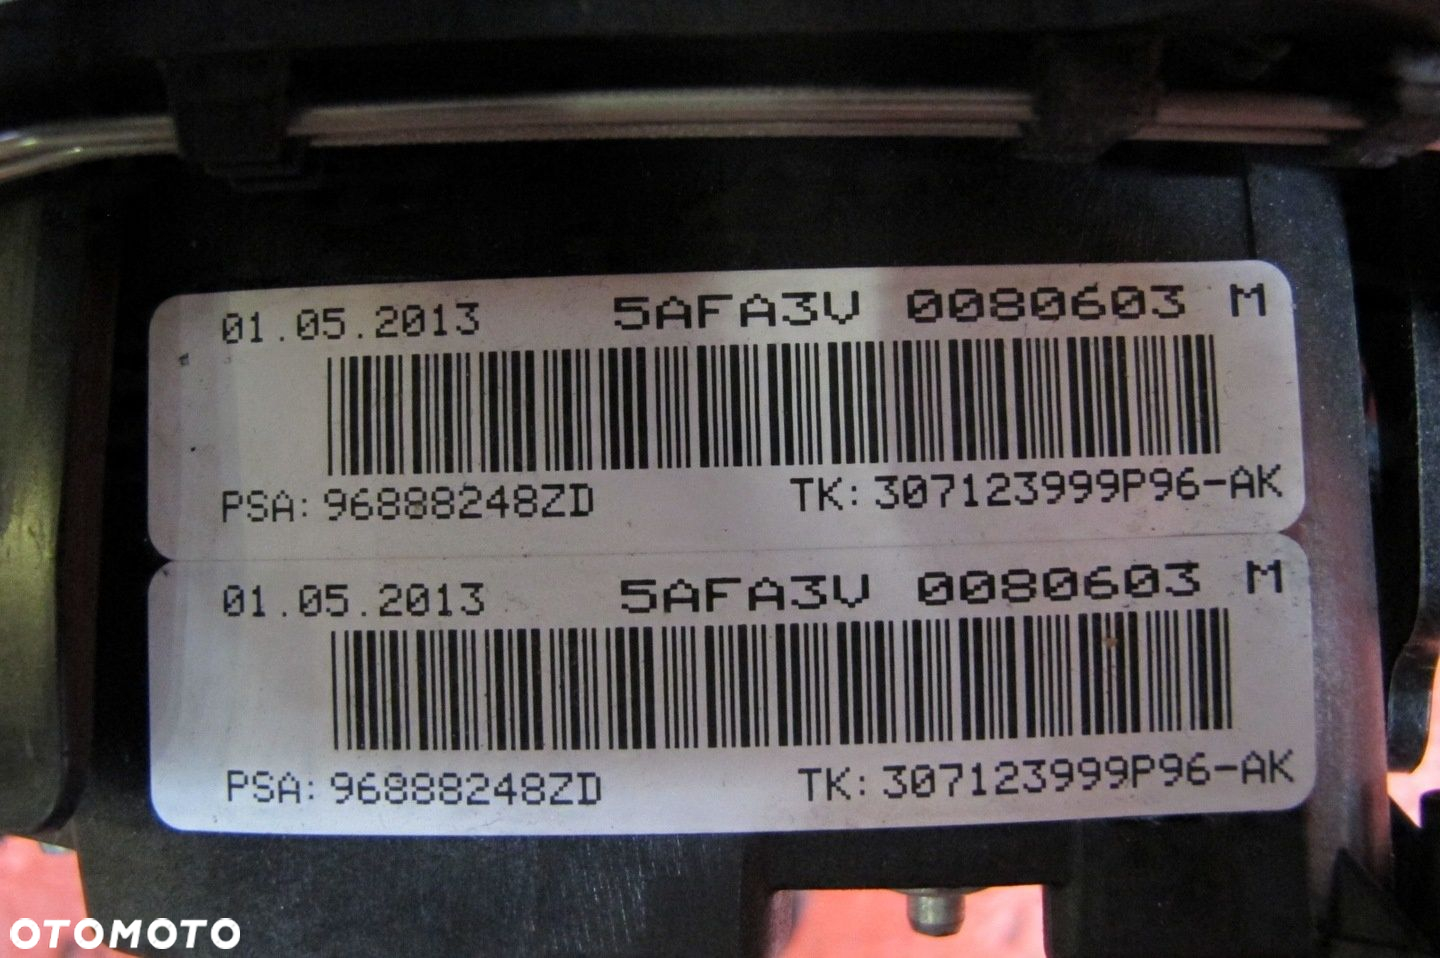 01.05.2013 5AFA3V 0080603 M
PSA: 96888248ZD TK: 307123999P96-AK
01.05.2013 5AFA3V 0080603 M
PSA: 96888248ZD TK: 307123999P96-AK
OTOMOTO